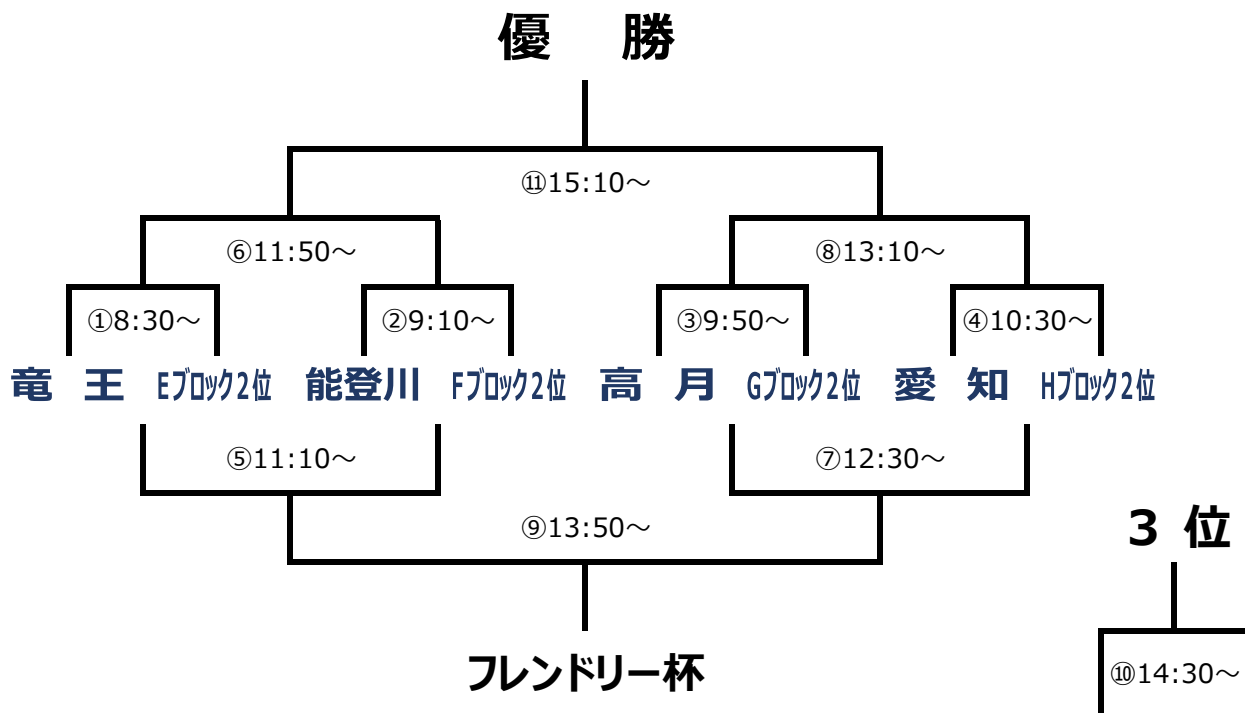 優 勝
⑪15:10～
⑥11:50～ ⑧13:10～
①8:30～ ②9:10～ ③9:50～ ④10:30～
竜 王 Eブロック2位 能登川 Fブロック2位 高 月 Gブロック2位 愛 知 Hブロック2位
⑤11:10～ ⑦12:30～
⑨13:50～
３ 位
フレンドリー杯
⑩14:30～